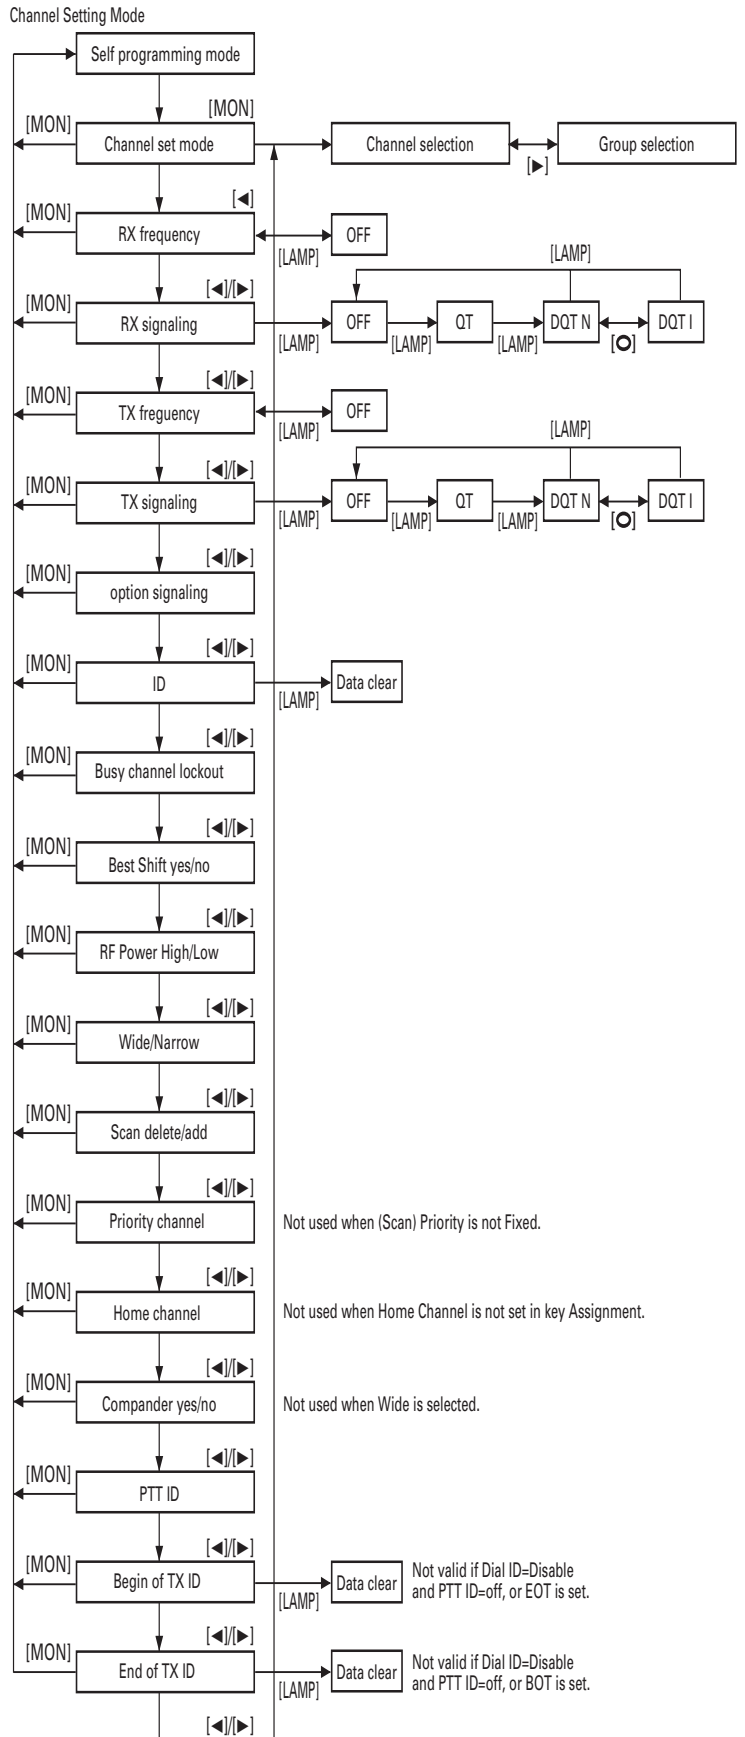 Channel Setting Mode
Self programming mode
[MON]
[MON] Channel set mode Channel selection Group selection
[▶]
[◀]
[MON] RX frequency OFF
[LAMP]
[LAMP]
[◀]/[▶]
[MON] RX signaling OFF QT DQT N DQT I
[LAMP] [LAMP] [LAMP] [O]
[◀]/[▶]
[MON] TX freguency OFF
[LAMP]
[LAMP]
[◀]/[▶]
[MON] TX signaling OFF QT DQT N DQT I
[LAMP] [LAMP] [LAMP] [O]
[◀]/[▶]
[MON] option signaling
[◀]/[▶]
[MON] ID Data clear
[LAMP]
[◀]/[▶]
[MON] Busy channel lockout
[◀]/[▶]
[MON] Best Shift yes/no
[◀]/[▶]
[MON] RF Power High/Low
[◀]/[▶]
[MON] Wide/Narrow
[◀]/[▶]
[MON] Scan delete/add
[◀]/[▶]
[MON] Priority channel Not used when (Scan) Priority is not Fixed.
[◀]/[▶]
[MON] Home channel Not used when Home Channel is not set in key Assignment.
[◀]/[▶]
[MON] Compander yes/no Not used when Wide is selected.
[◀]/[▶]
[MON] PTT ID
[◀]/[▶]
[MON] Begin of TX ID Data clear Not valid if Dial ID=Disable
and PTT ID=off, or EOT is set.
[LAMP]
[◀]/[▶]
[MON] End of TX ID Data clear Not valid if Dial ID=Disable
and PTT ID=off, or BOT is set.
[LAMP]
[◀]/[▶]